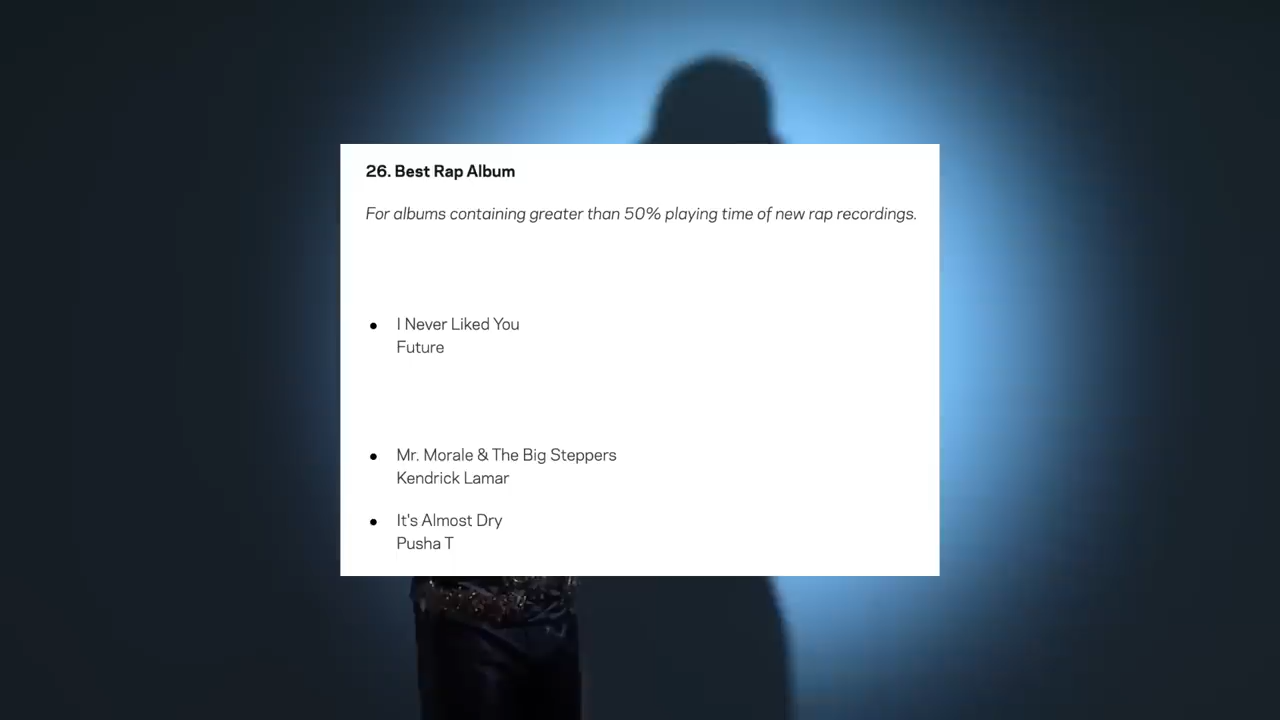 26. Best Rap Album
For albums containing greater than 50% playing time of new rap recordings.
● I Never Liked You
Future
● Mr. Morale & The Big Steppers
Kendrick Lamar
● It's Almost Dry
Pusha T